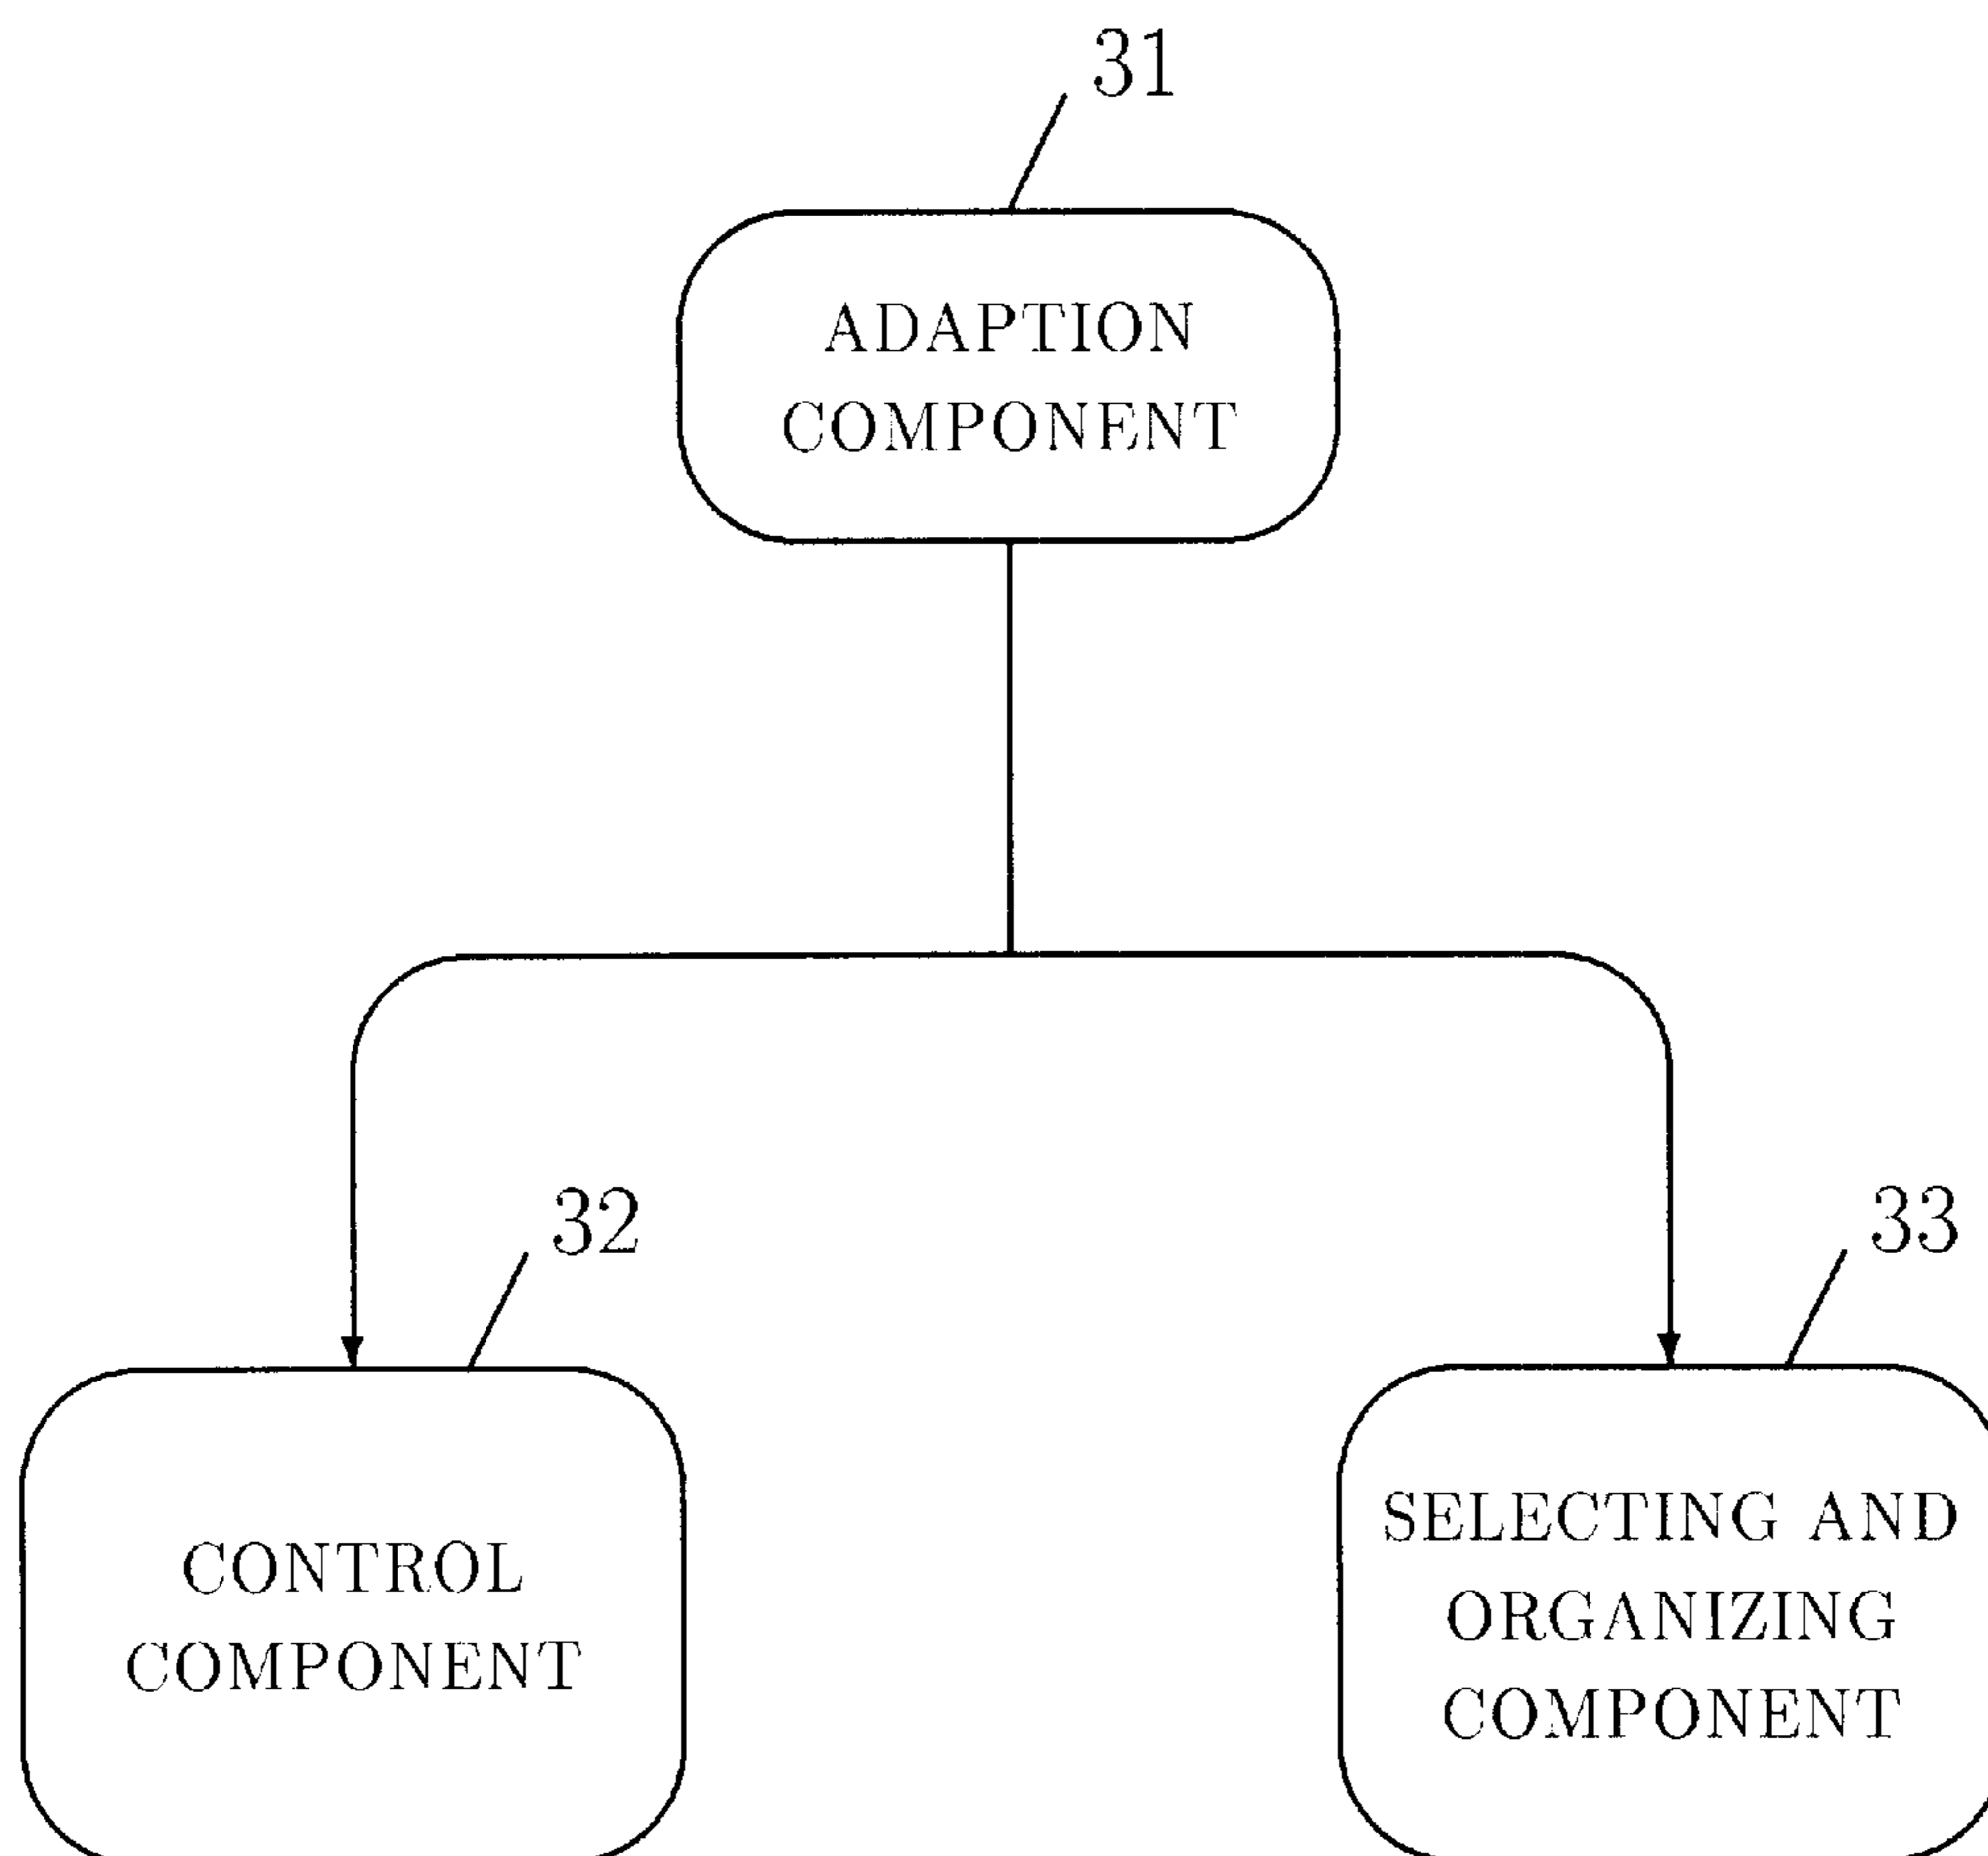 31
ADAPTION
COMPONENT
32
33
CONTROL
COMPONENT
SELECTING AND
ORGANIZING
COMPONENT